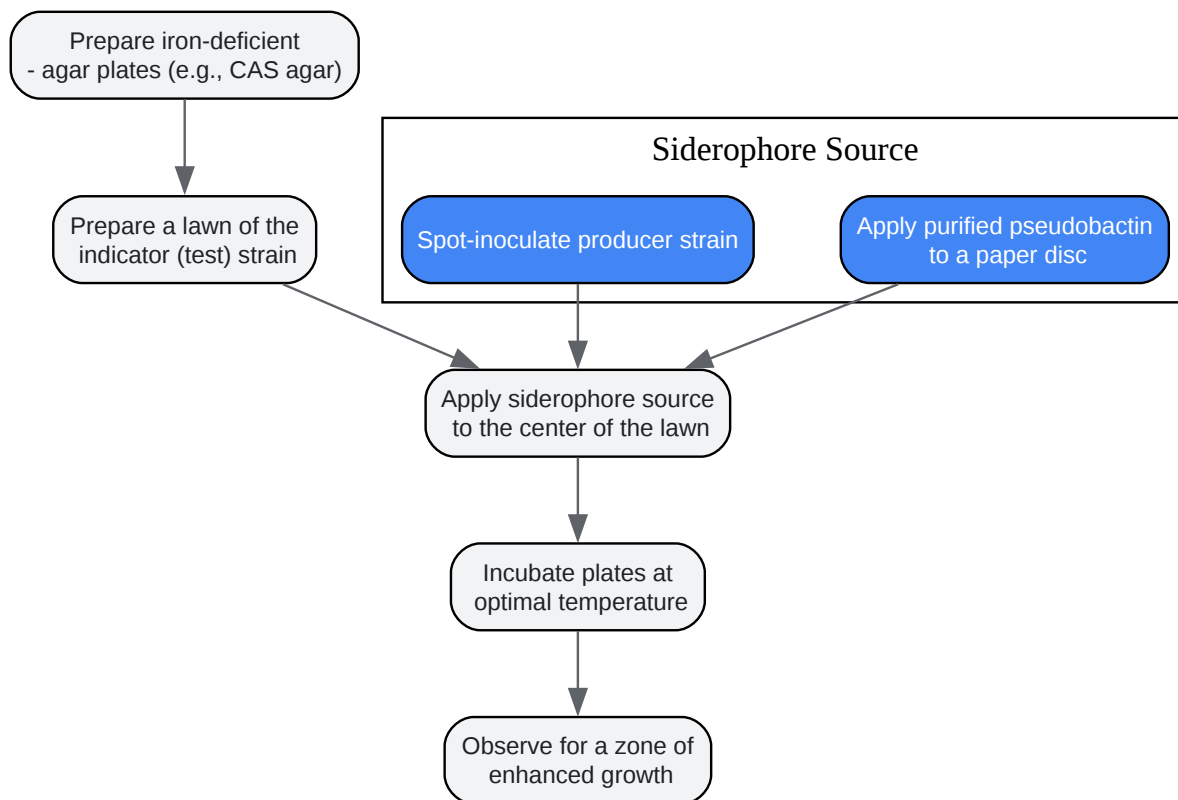 Prepare iron-deficient
- agar plates (e.g., CAS agar)
Siderophore Source
Prepare a lawn of the
indicator (test) strain
Spot-inoculate producer strain
Apply purified pseudobactin
to a paper disc
Apply siderophore source
to the center of the lawn
Incubate plates at
optimal temperature
Observe for a zone of
enhanced growth